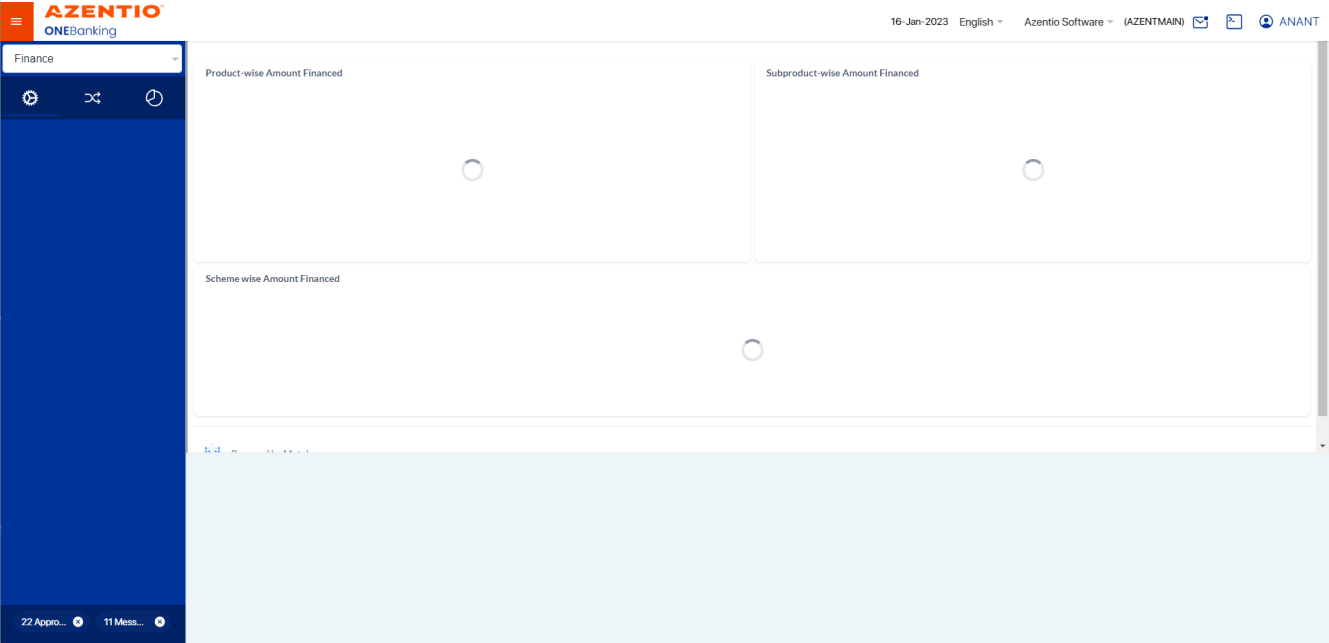 AZENTIO
ONEBanking
16-Jan-2023 English Azentio Software (AZENTMAIN) ANANT
Finance
Product-wise Amount Financed
Subproduct-wise Amount Financed
Scheme wise Amount Financed
22 Appro... 11 Mess...